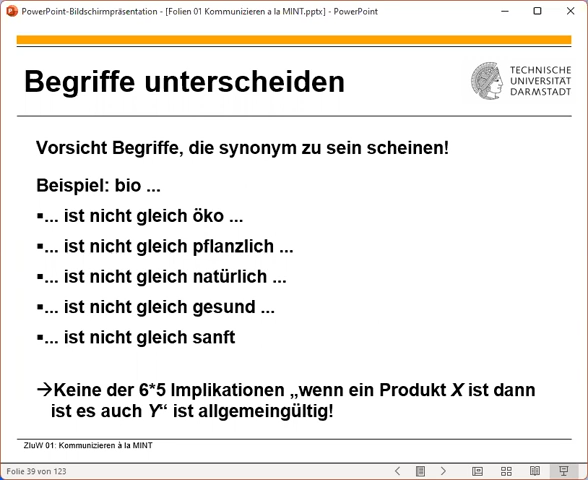 PowerPoint-Bildschirmpräsentation - [Folien 01 Kommunizieren a la MINT.pptx] - PowerPoint
Begriffe unterscheiden
TECHNISCHE
UNIVERSITÄT
DARMSTADT
Vorsicht Begriffe, die synonym zu sein scheinen!
Beispiel: bio ...
▪... ist nicht gleich öko ...
▪... ist nicht gleich pflanzlich ...
▪... ist nicht gleich natürlich ...
▪... ist nicht gleich gesund ...
▪... ist nicht gleich sanft
→Keine der 6*5 Implikationen „wenn ein Produkt X ist dann
ist es auch Y“ ist allgemeingültig!
ZluW 01: Kommunizieren à la MINT
Folie 39 von 123